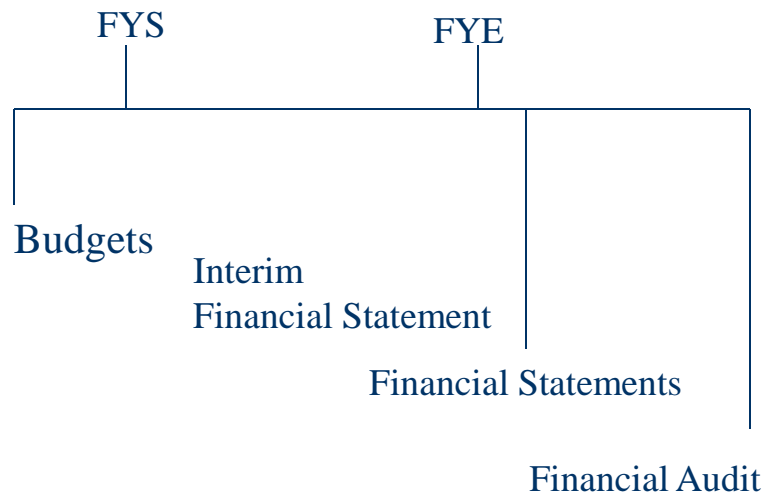 FYS
FYE
Budgets
Interim
Financial Statement
Financial Statements
Financial Audit